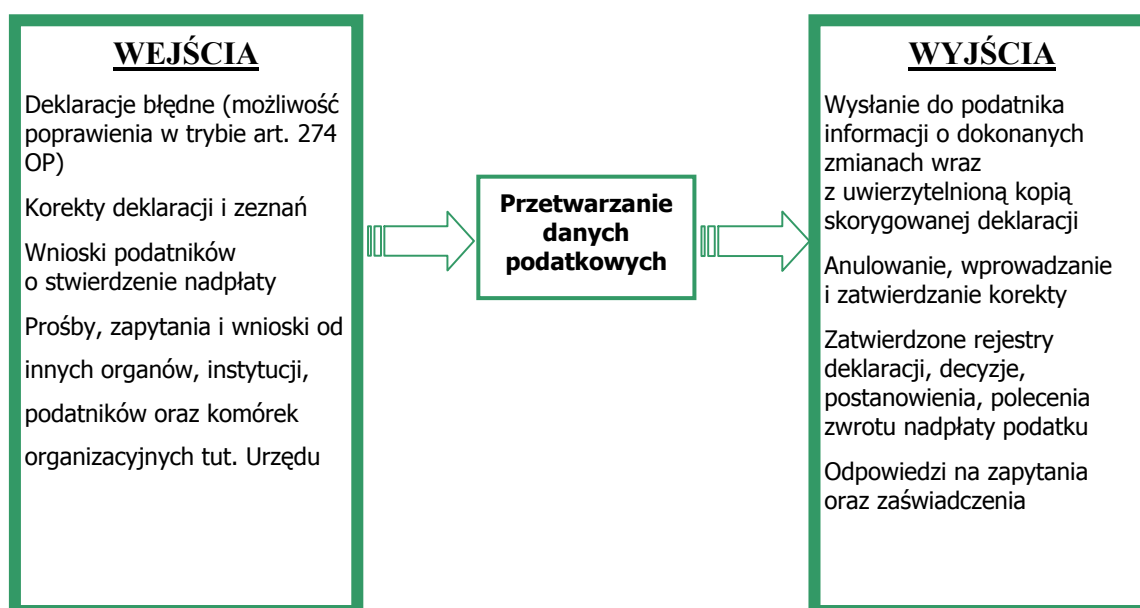 WEJŚCIA
Deklaracje błędne (możliwość
poprawienia w trybie art. 274
OP)
Korekty deklaracji i zeznań
Wnioski podatników
o stwierdzenie nadpłaty
Prośby, zapytania i wnioski od
innych organów, instytucji,
podatników oraz komórek
organizacyjnych tut. Urzędu
Przetwarzanie
danych
podatkowych
WYJŚCIA
Wysłanie do podatnika
informacji o dokonanych
zmianach wraz
z uwierzytelnioną kopią
skorygowanej deklaracji
Anulowanie, wprowadzanie
i zatwierdzanie korekty
Zatwierdzone rejestry
deklaracji, decyzje,
postanowienia, polecenia
zwrotu nadpłaty podatku
Odpowiedzi na zapytania
oraz zaświadczenia